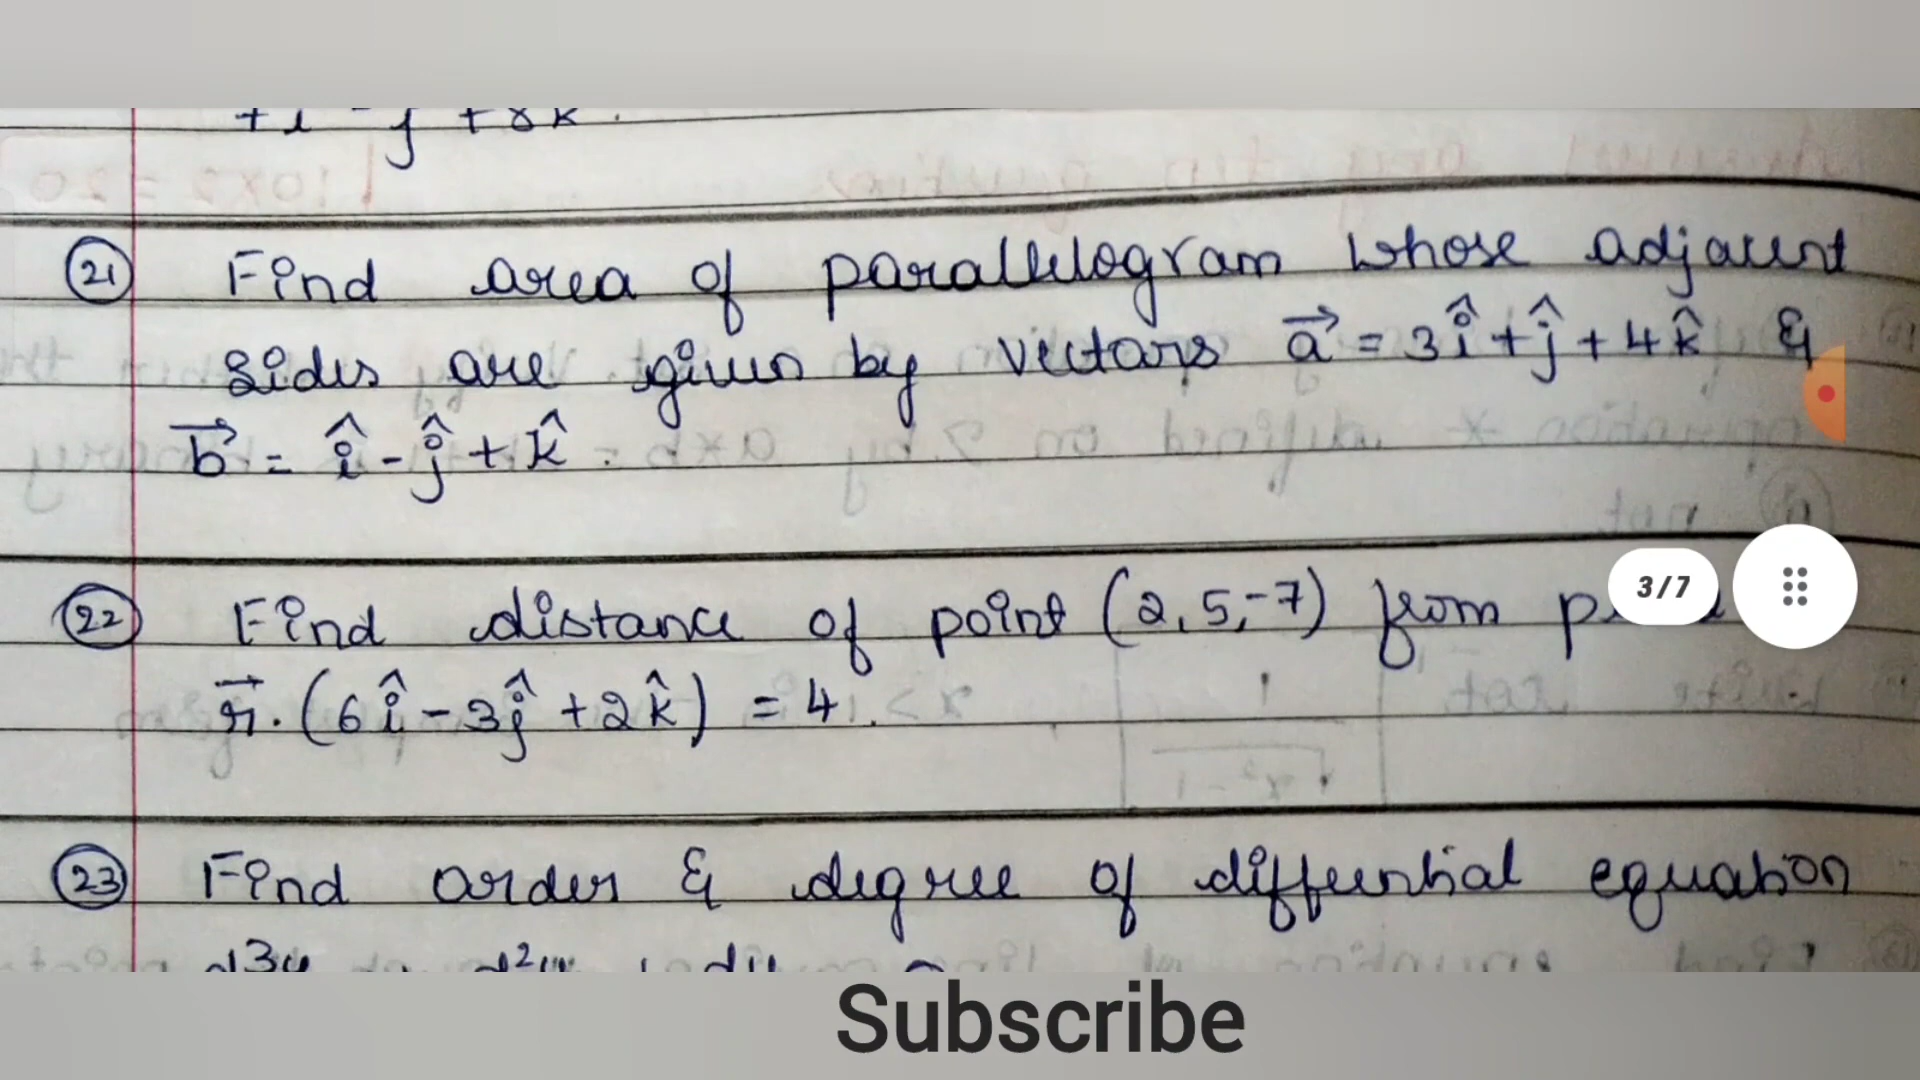 +i - j + 8k.
(21) Find area of parallelogram whose adjacent
sides are given by vectors a⃗ = 3î + ĵ + 4k̂ &
b⃗ = î - ĵ + k̂.
(22) Find distance of point (2, 5, -7) from
3/7
r⃗.(6î - 3ĵ + 2k̂) = 4.
(23) Find order & degree of differential equation
Subscribe